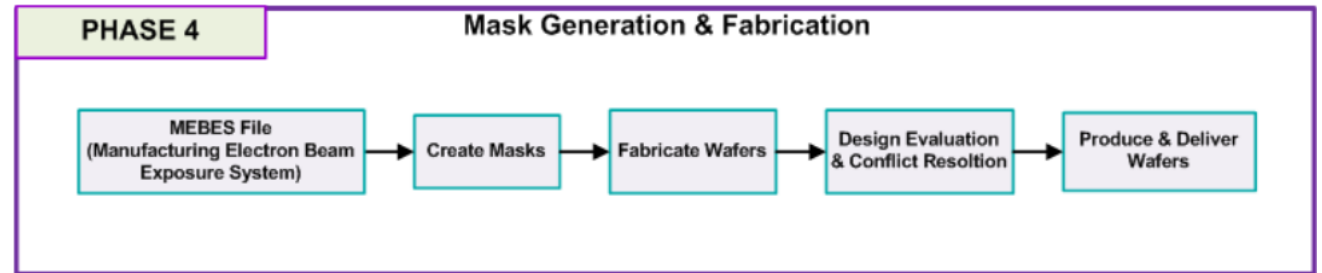 PHASE 4
Mask Generation & Fabrication
MEBES File
(Manufacturing Electron Beam
Exposure System)
Create Masks
Fabricate Wafers
Design Evaluation
& Conflict Resoltion
Produce & Deliver
Wafers